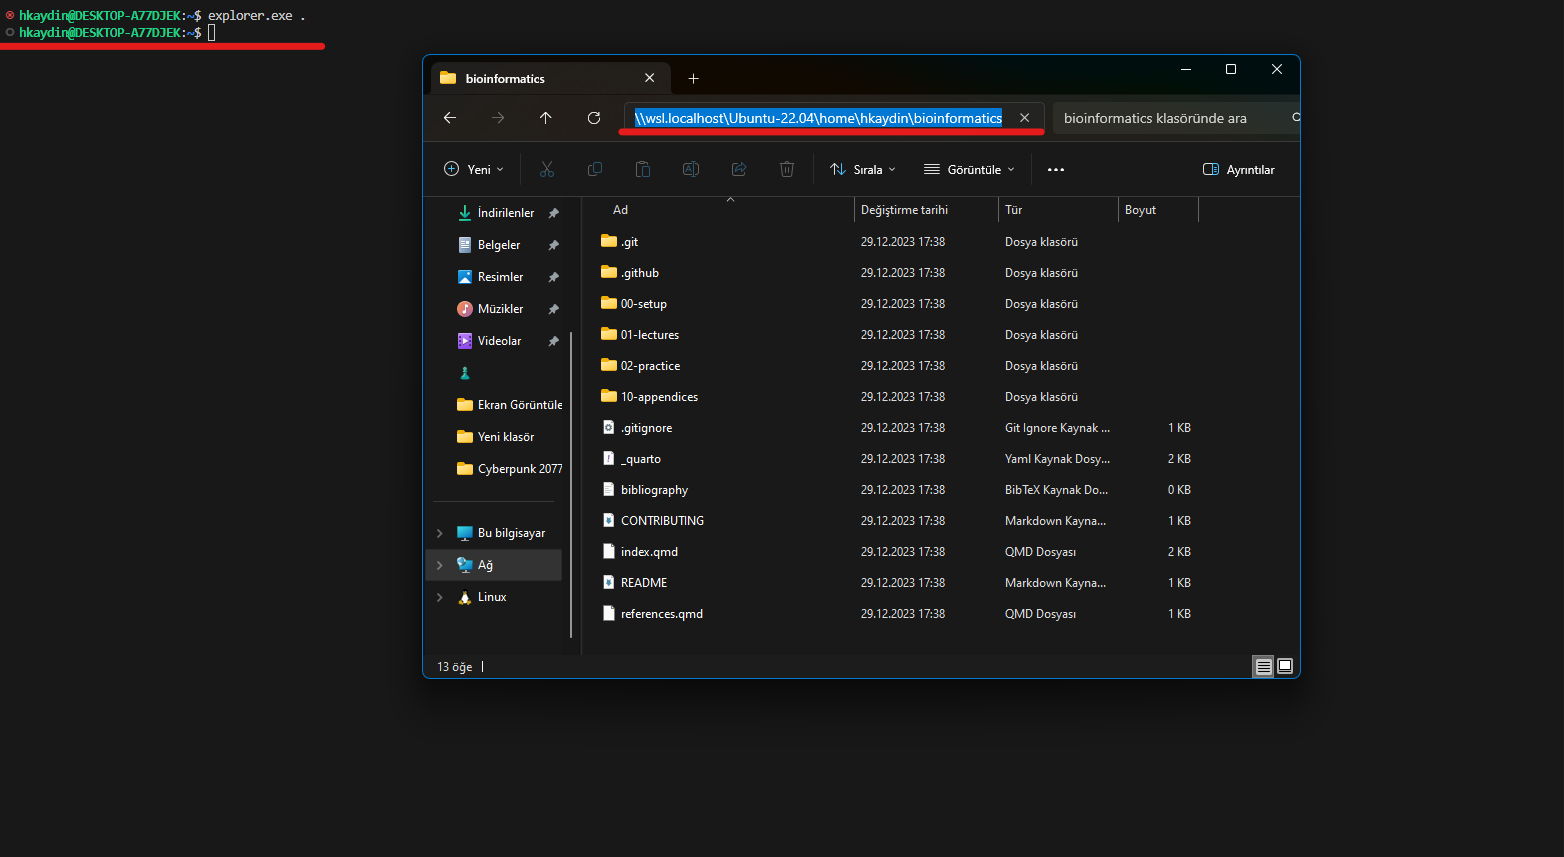 hkaydin@DESKTOP-A77DJEK:~$ explorer.exe .
hkaydin@DESKTOP-A77DJEK:~$
bioinformatics
\\wsl.localhost\Ubuntu-22.04\home\hkaydin\bioinformatics
bioinformatics klasöründe ara
Yeni
Sırala
Görüntüle
Ayrıntılar
İndirilenler
Belgeler
Resimler
Müzikler
Videolar
Ekran Görüntüle
Yeni klasör
Cyberpunk 2077
Bu bilgisayar
Ağ
Linux
Ad Değiştirme tarihi Tür Boyut
.git 29.12.2023 17:38 Dosya klasörü
.github 29.12.2023 17:38 Dosya klasörü
00-setup 29.12.2023 17:38 Dosya klasörü
01-lectures 29.12.2023 17:38 Dosya klasörü
02-practice 29.12.2023 17:38 Dosya klasörü
10-appendices 29.12.2023 17:38 Dosya klasörü
.gitignore 29.12.2023 17:38 Git Ignore Kaynak ... 1 KB
_quarto 29.12.2023 17:38 Yaml Kaynak Dosy... 2 KB
bibliography 29.12.2023 17:38 BibTeX Kaynak Do... 0 KB
CONTRIBUTING 29.12.2023 17:38 Markdown Kayna... 1 KB
index.qmd 29.12.2023 17:38 QMD Dosyası 2 KB
README 29.12.2023 17:38 Markdown Kayna... 1 KB
references.qmd 29.12.2023 17:38 QMD Dosyası 1 KB
13 öğe